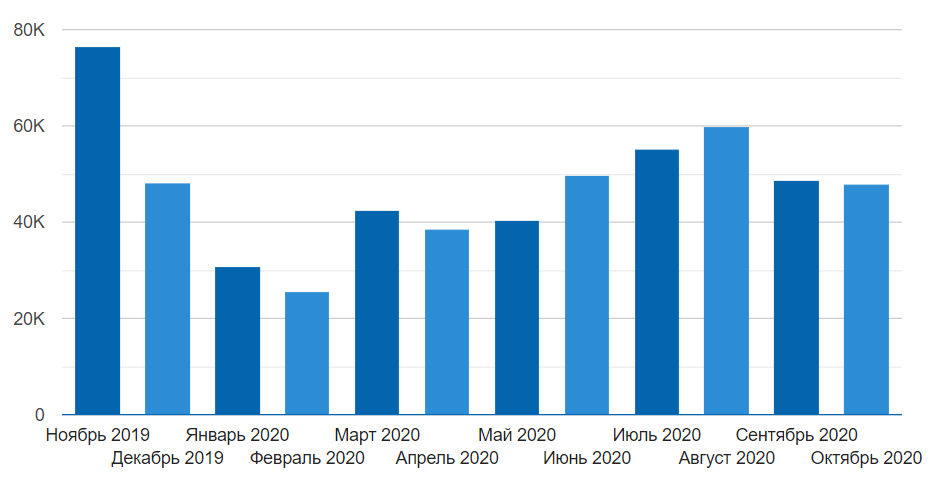 80K
60K
40K
20K
0
Ноябрь 2019 Январь 2020 Март 2020 Май 2020 Июль 2020 Сентябрь 2020
Декабрь 2019 Февраль 2020 Апрель 2020 Июнь 2020 Август 2020 Октябрь 2020